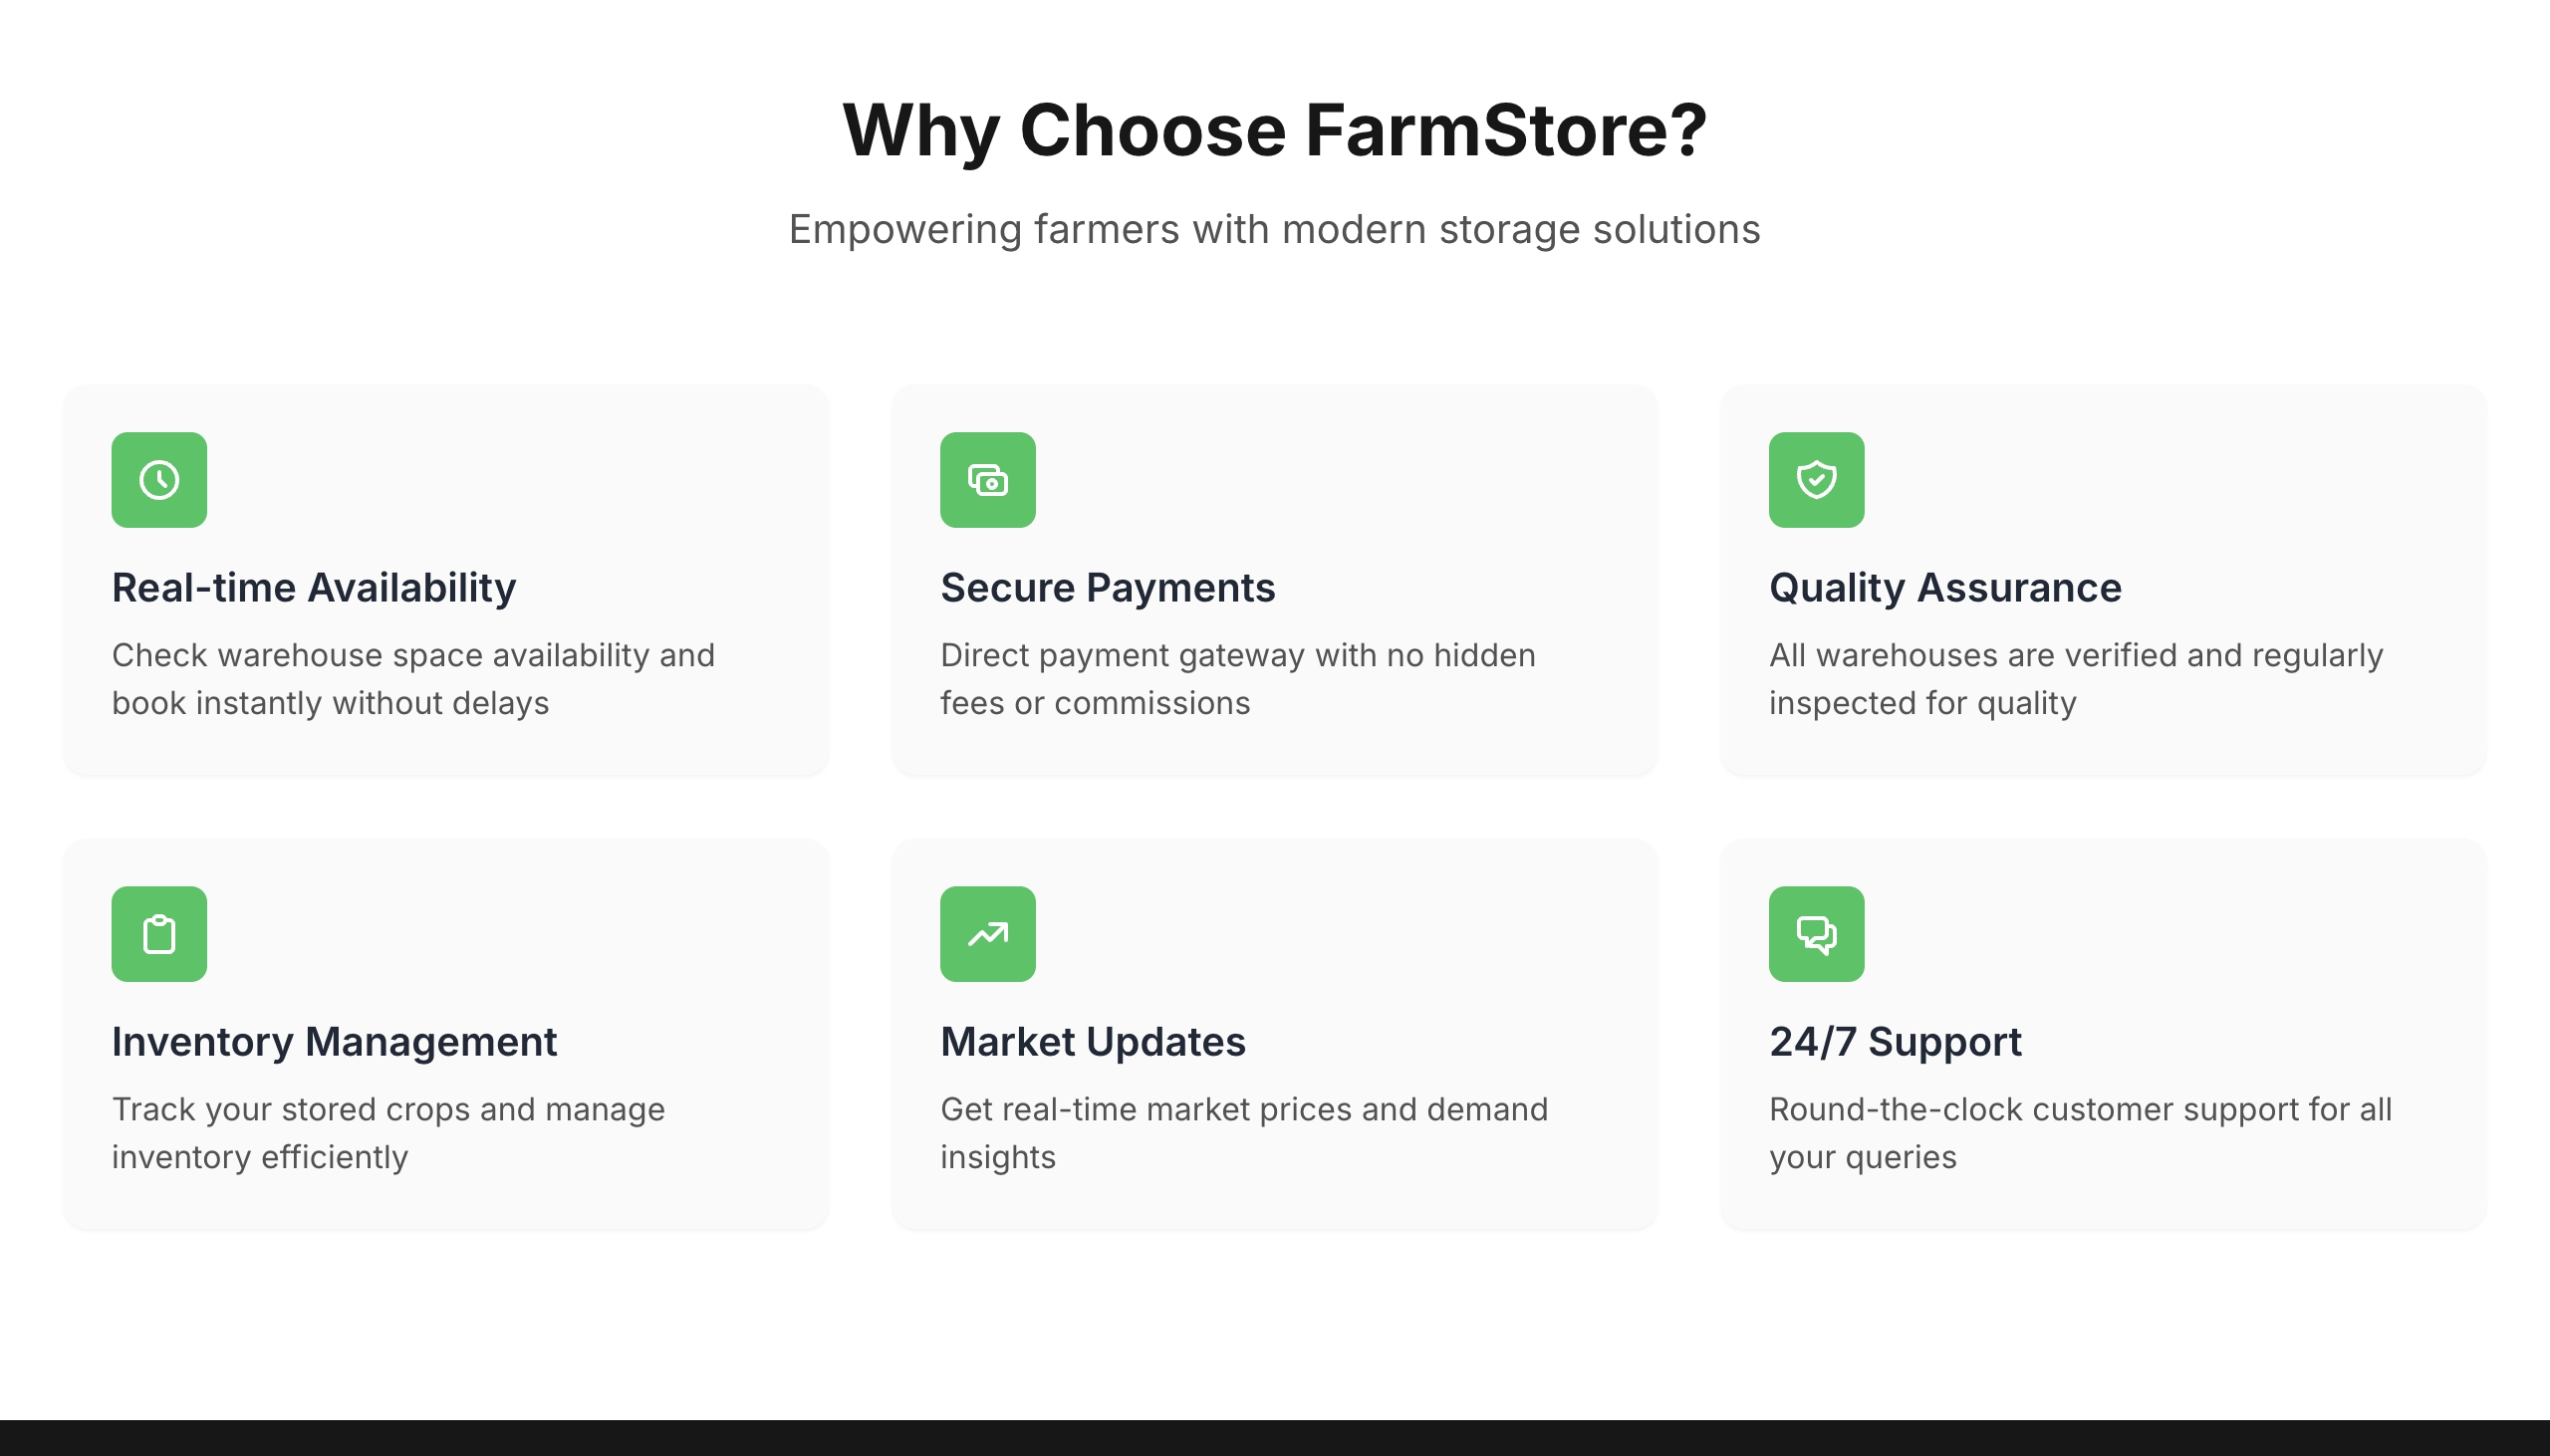 Why Choose FarmStore?
Empowering farmers with modern storage solutions
Real-time Availability
Check warehouse space availability and
book instantly without delays
Secure Payments
Direct payment gateway with no hidden
fees or commissions
Quality Assurance
All warehouses are verified and regularly
inspected for quality
Inventory Management
Track your stored crops and manage
inventory efficiently
Market Updates
Get real-time market prices and demand
insights
24/7 Support
Round-the-clock customer support for all
your queries